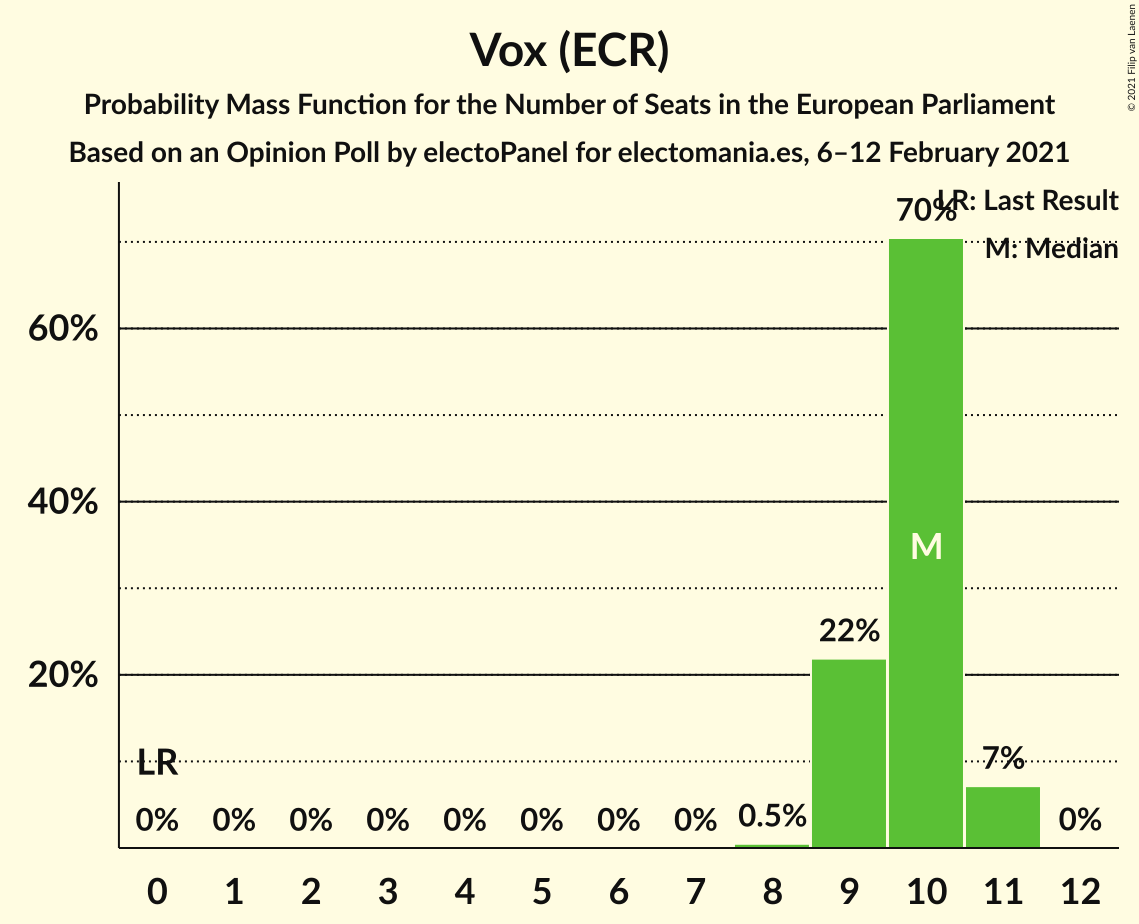 Vox (ECR)
Probability Mass Function for the Number of Seats in the European Parliament
Based on an Opinion Poll by electoPanel for electomania.es, 6–12 February 2021
© 2021 Filip van Laenen
LR: Last Result
M: Median
60%
40%
20%
LR
0% 0% 0% 0% 0% 0% 0% 0% 0.5% 22% 70% 7% 0%
M
0 1 2 3 4 5 6 7 8 9 10 11 12